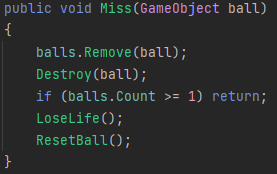 public void Miss(GameObject ball)
{
    balls.Remove(ball);
    Destroy(ball);
    if (balls.Count >= 1) return;
    LoseLife();
    ResetBall();
}